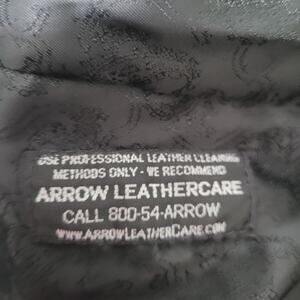 USE PROFESSIONAL LEATHER CLEANING
METHODS ONLY - WE RECOMMEND
ARROW LEATHERCARE
CALL 800-54-ARROW
WWW.ARROWLEATHERCARE.COM